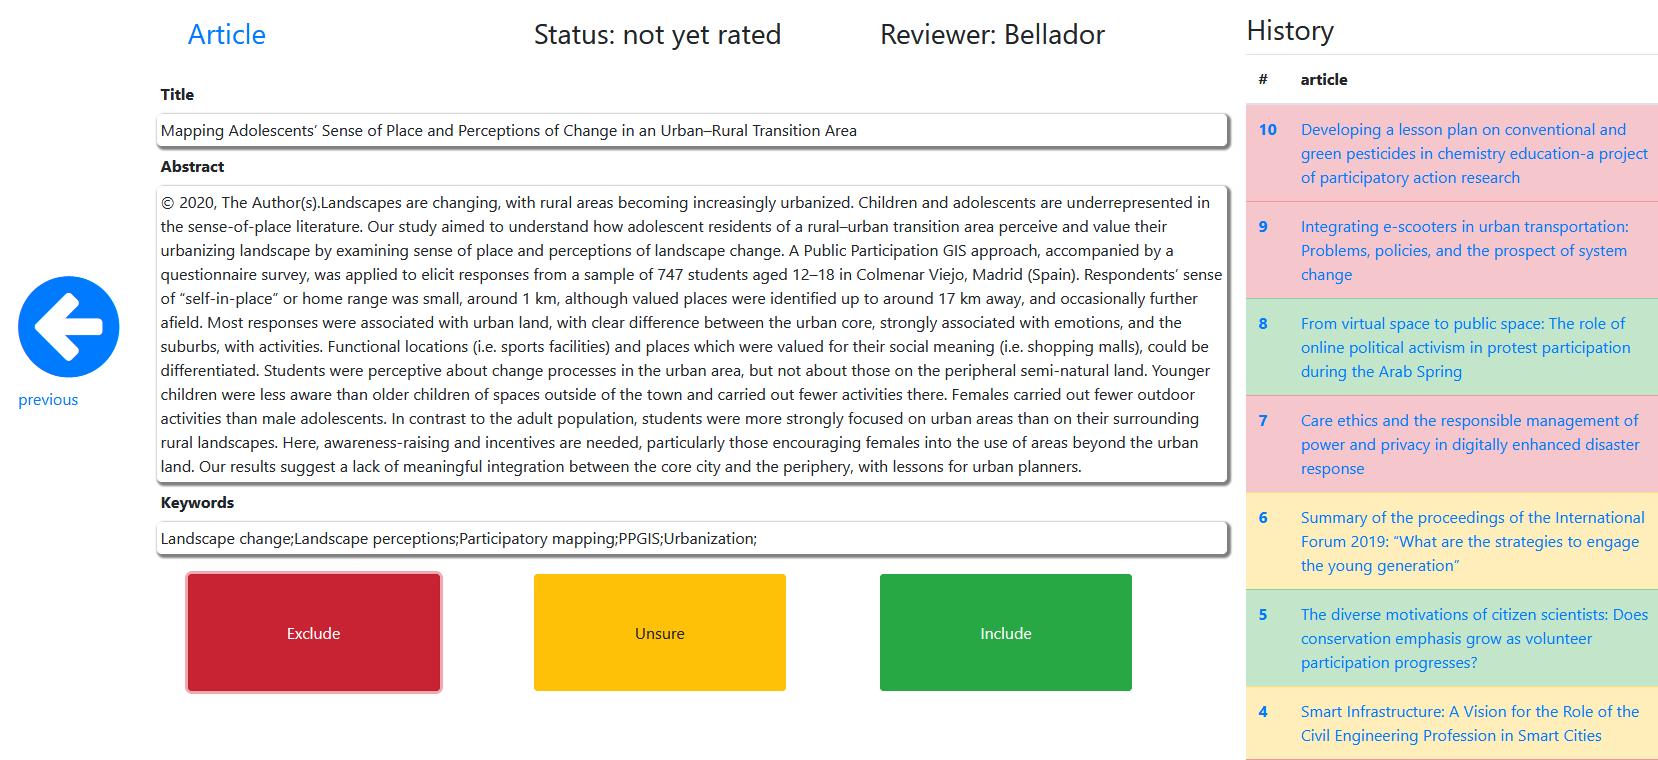 Article
Status: not yet rated
Reviewer: Bellador
Title
Mapping Adolescents’ Sense of Place and Perceptions of Change in an Urban–Rural Transition Area
Abstract
© 2020, The Author(s).Landscapes are changing, with rural areas becoming increasingly urbanized. Children and adolescents are underrepresented in
the sense-of-place literature. Our study aimed to understand how adolescent residents of a rural–urban transition area perceive and value their
urbanizing landscape by examining sense of place and perceptions of landscape change. A Public Participation GIS approach, accompanied by a
questionnaire survey, was applied to elicit responses from a sample of 747 students aged 12–18 in Colmenar Viejo, Madrid (Spain). Respondents’ sense
of “self-in-place” or home range was small, around 1 km, although valued places were identified up to around 17 km away, and occasionally further
afield. Most responses were associated with urban land, with clear difference between the urban core, strongly associated with emotions, and the
suburbs, with activities. Functional locations (i.e. sports facilities) and places which were valued for their social meaning (i.e. shopping malls), could be
differentiated. Students were perceptive about change processes in the urban area, but not about those on the peripheral semi-natural land. Younger
children were less aware than older children of spaces outside of the town and carried out fewer activities there. Females carried out fewer outdoor
activities than male adolescents. In contrast to the adult population, students were more strongly focused on urban areas than on their surrounding
rural landscapes. Here, awareness-raising and incentives are needed, particularly those encouraging females into the use of areas beyond the urban
land. Our results suggest a lack of meaningful integration between the core city and the periphery, with lessons for urban planners.
Keywords
Landscape change;Landscape perceptions;Participatory mapping;PPGIS;Urbanization;
Exclude
Unsure
Include
previous
History
# article
10 Developing a lesson plan on conventional and
green pesticides in chemistry education-a project
of participatory action research
9 Integrating e-scooters in urban transportation:
Problems, policies, and the prospect of system
change
8 From virtual space to public space: The role of
online political activism in protest participation
during the Arab Spring
7 Care ethics and the responsible management of
power and privacy in digitally enhanced disaster
response
6 Summary of the proceedings of the International
Forum 2019: “What are the strategies to engage
the young generation”
5 The diverse motivations of citizen scientists: Does
conservation emphasis grow as volunteer
participation progresses?
4 Smart Infrastructure: A Vision for the Role of the
Civil Engineering Profession in Smart Cities